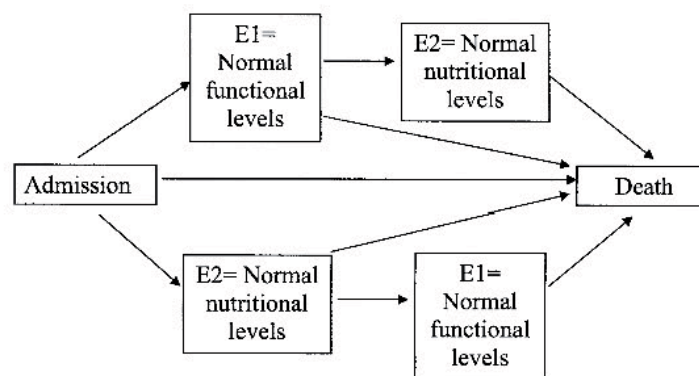 E1=
Normal
functional
levels
E2= Normal
nutritional
levels
Admission
Death
E2= Normal
nutritional
levels
E1=
Normal
functional
levels